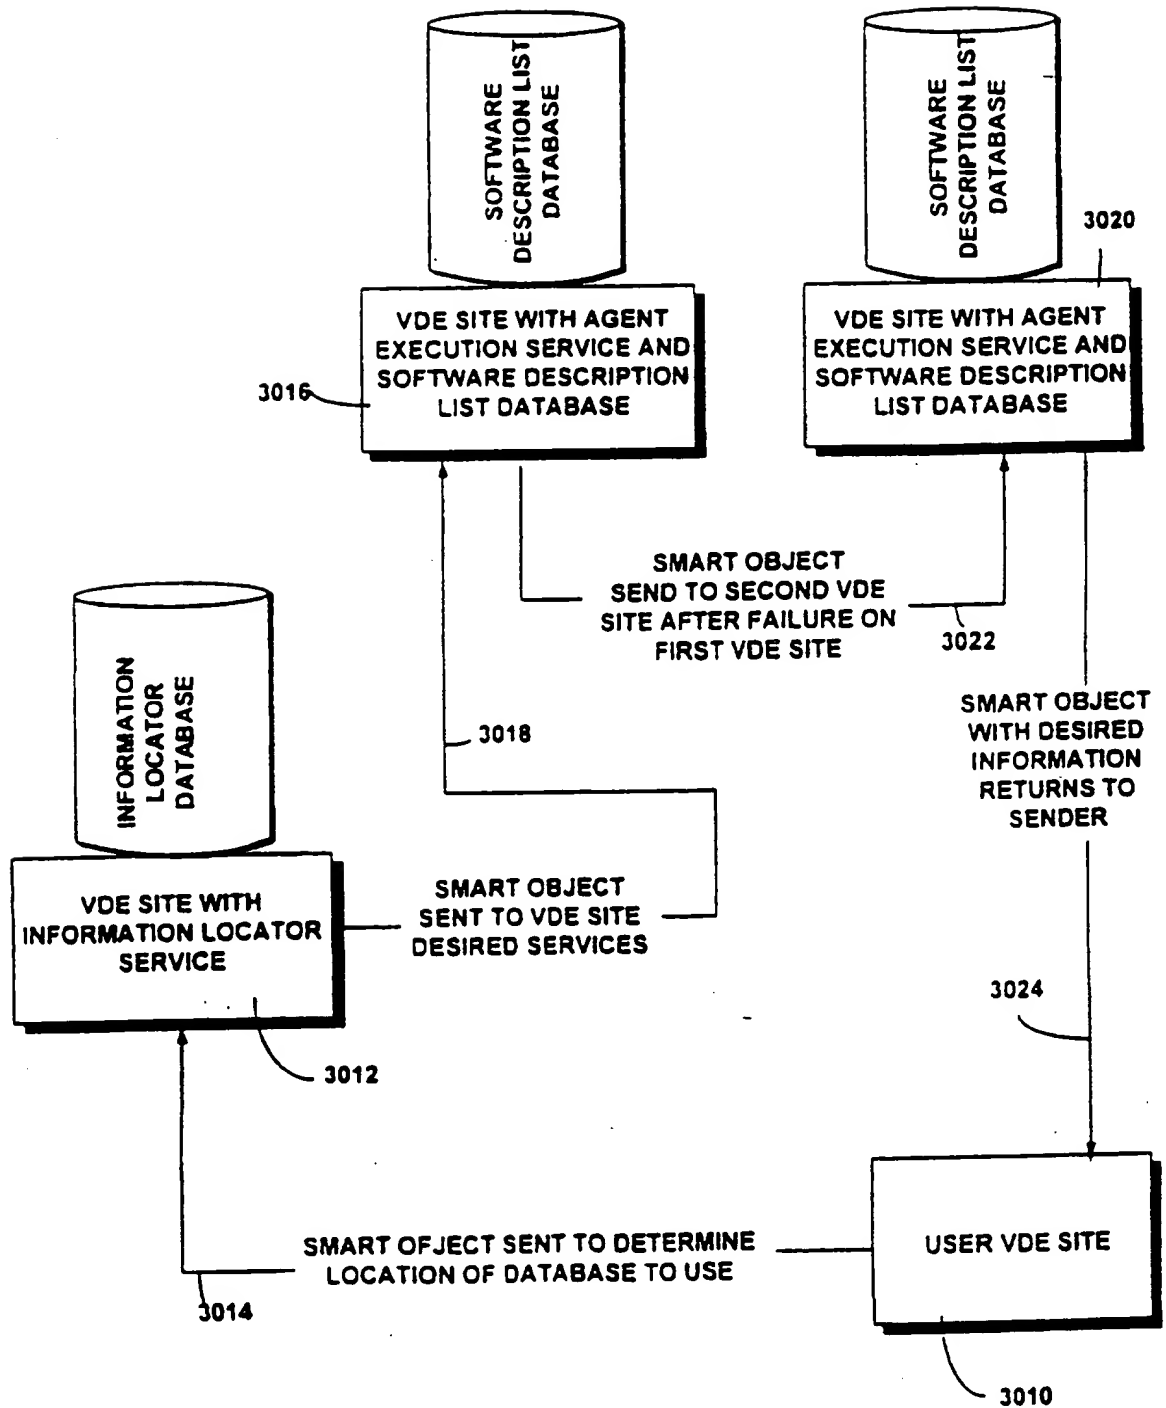 SOFTWARE
DESCRIPTION LIST
DATABASE
SOFTWARE
DESCRIPTION LIST
DATABASE
3020
VDE SITE WITH AGENT
EXECUTION SERVICE AND
SOFTWARE DESCRIPTION
LIST DATABASE
3016
VDE SITE WITH AGENT
EXECUTION SERVICE AND
SOFTWARE DESCRIPTION
LIST DATABASE
SMART OBJECT
SEND TO SECOND VDE
SITE AFTER FAILURE ON
FIRST VDE SITE
3022
INFORMATION
LOCATOR
DATABASE
3018
SMART OBJECT
WITH DESIRED
INFORMATION
RETURNS TO
SENDER
VDE SITE WITH
INFORMATION LOCATOR
SERVICE
SMART OBJECT
SENT TO VDE SITE
DESIRED SERVICES
3024
3012
SMART OFJECT SENT TO DETERMINE
LOCATION OF DATABASE TO USE
USER VDE SITE
3014
3010